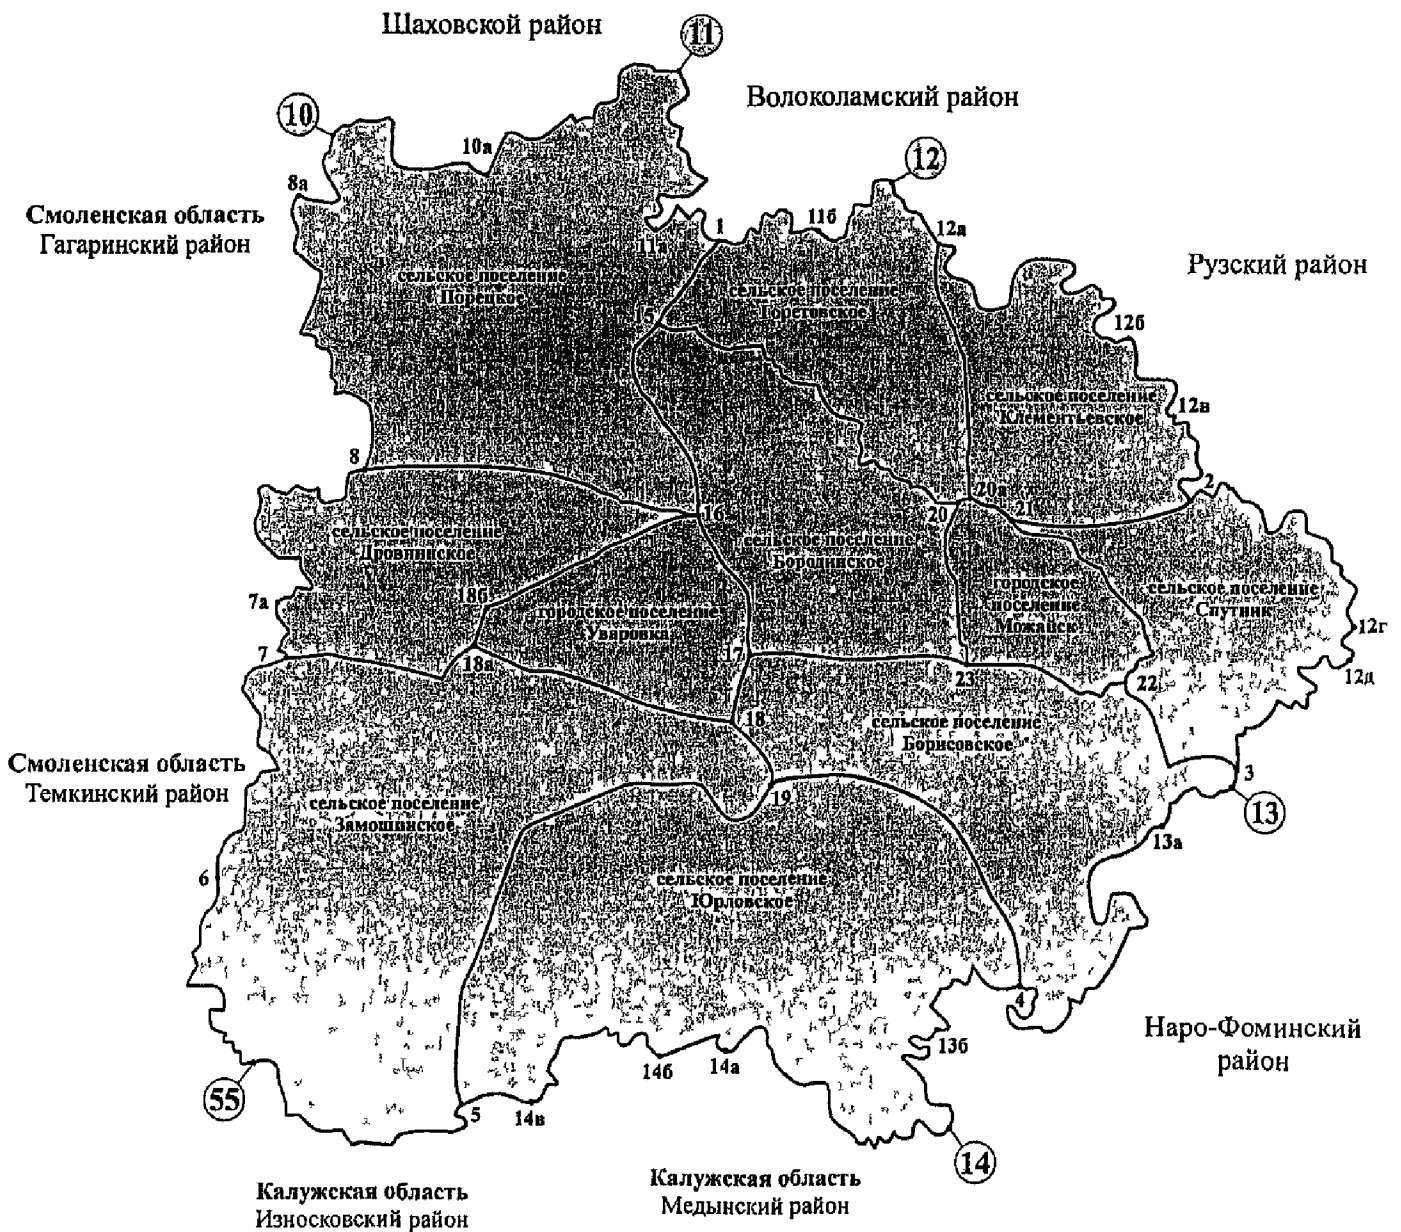 Шаховской район
11
Волоколамский район
10
10а
12
8а
Смоленская область
Гагаринский район
11а
1
11б
12а
Рузский район
сельское поселение
Порецкое
сельское поселение
Горетовское
15
12б
сельское поселение
Клементьевское
12в
8
2
20а
16
20
21
сельское поселение
Дровнинское
сельское поселение
Бородинское
городское
поселение
Можайск
сельское поселение
Спутник
7а
18б
городское поселение
Уваровка
12г
7
18а
17
23
22
12д
18
сельское поселение
Борисовское
Смоленская область
Темкинский район
3
сельское поселение
Замошинское
19
13
13а
6
сельское поселение
Юрловское
4
13б
Наро-Фоминский
район
14б
14а
55
5
14в
14
Калужская область
Износковский район
Калужская область
Медынский район